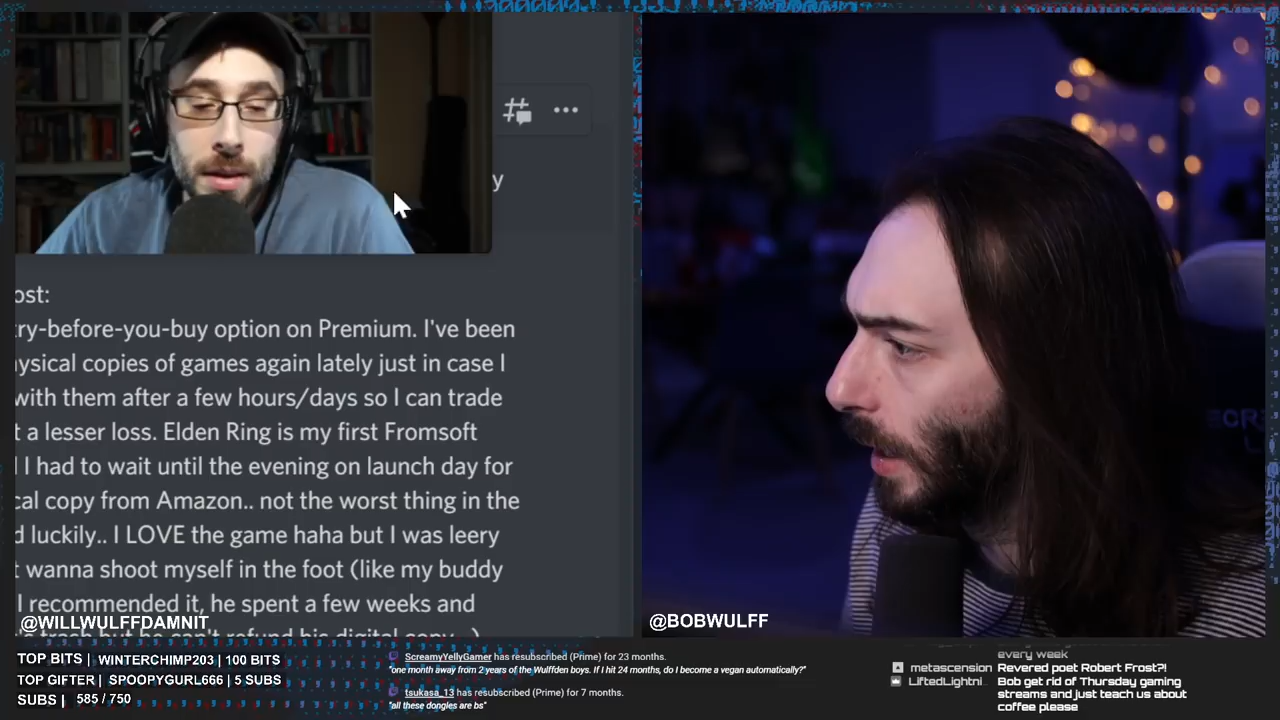 y
ost:
try-before-you-buy option on Premium. I've been
ysical copies of games again lately just in case I
with them after a few hours/days so I can trade
t a lesser loss. Elden Ring is my first Fromsoft
I had to wait until the evening on launch day for
cal copy from Amazon.. not the worst thing in the
d luckily.. I LOVE the game haha but I was leery
t wanna shoot myself in the foot (like my buddy
I recommended it, he spent a few weeks and
trash but he can't refund his digital copy...)
@WILLWULFFDAMNIT
@BOBWULFF
TOP BITS | WINTERCHIMP203 | 100 BITS
TOP GIFTER | SPOOPYGURL666 | 5 SUBS
SUBS | 585 / 750
ScreamyYellyGamer has resubscribed (Prime) for 23 months.
"one month away from 2 years of the Wulffden boys. If I hit 24 months, do I become a vegan automatically?"
tsukasa_13 has resubscribed (Prime) for 7 months.
"all these dongles are bs"
every week
metascension Revered poet Robert Frost?!
LiftedLightni Bob get rid of Thursday gaming
streams and just teach us about
coffee please